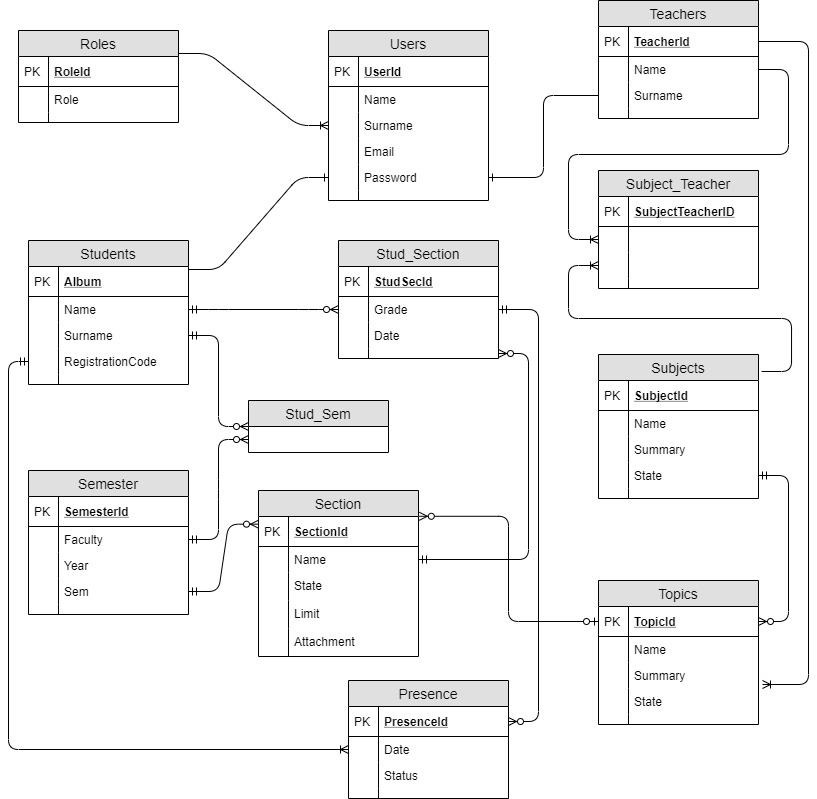 Roles
PK RoleId
Role
Users
PK UserId
Name
Surname
Email
Password
Teachers
PK TeacherId
Name
Surname
Subject_Teacher
PK SubjectTeacherID
Students
PK Album
Name
Surname
RegistrationCode
Stud_Section
PK StudSecId
Grade
Date
Subjects
PK SubjectId
Name
Summary
State
Stud_Sem
Semester
PK SemesterId
Faculty
Year
Sem
Section
PK SectionId
Name
State
Limit
Attachment
Topics
PK TopicId
Name
Summary
State
Presence
PK PresenceId
Date
Status